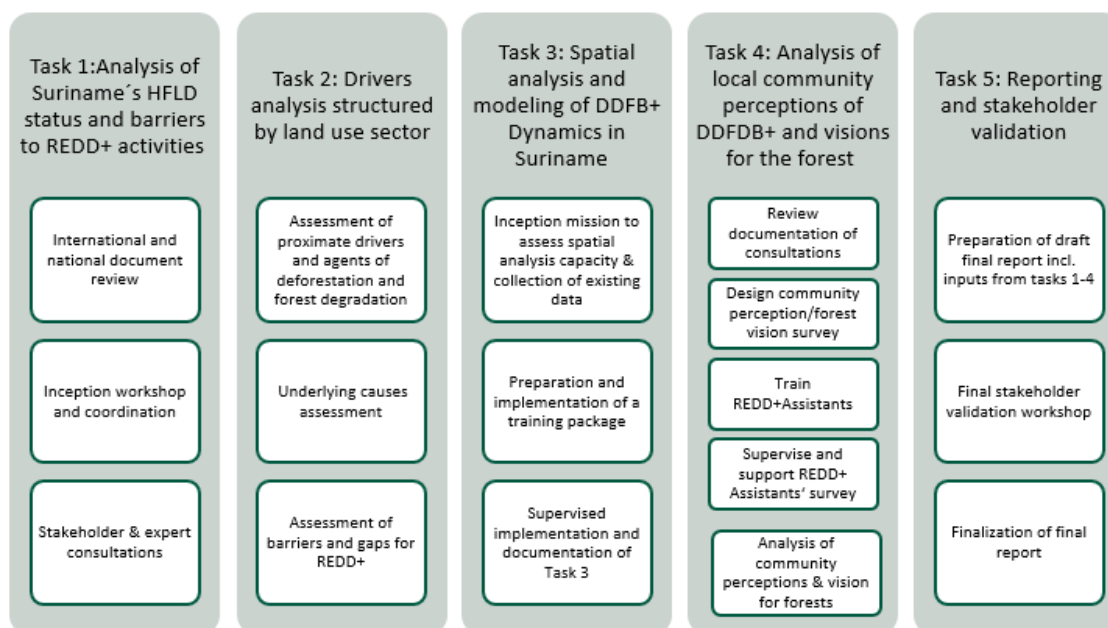 Task 1:Analysis of
Suriname´s HFLD
status and barriers
to REDD+ activities
International and
national document
review
Inception workshop
and coordination
Stakeholder & expert
consultations
Task 2: Drivers
analysis structured
by land use sector
Assessment of
proximate drivers
and agents of
deforestation and
forest degradation
Underlying causes
assessment
Assessment of
barriers and gaps for
REDD+
Task 3: Spatial
analysis and
modeling of DDFB+
Dynamics in
Suriname
Inception mission to
assess spatial
analysis capacity &
collection of existing
data
Preparation and
implementation of a
training package
Supervised
implementation and
documentation of
Task 3
Task 4: Analysis of
local community
perceptions of
DDFDB+ and visions
for the forest
Review
documentation of
consultations
Design community
perception/forest
vision survey
Train
REDD+Assistants
Supervise and
support REDD+
Assistants’ survey
Analysis of
community
perceptions & vision
for forests
Task 5: Reporting
and stakeholder
validation
Preparation of draft
final report incl.
inputs from tasks 1-4
Final stakeholder
validation workshop
Finalization of final
report